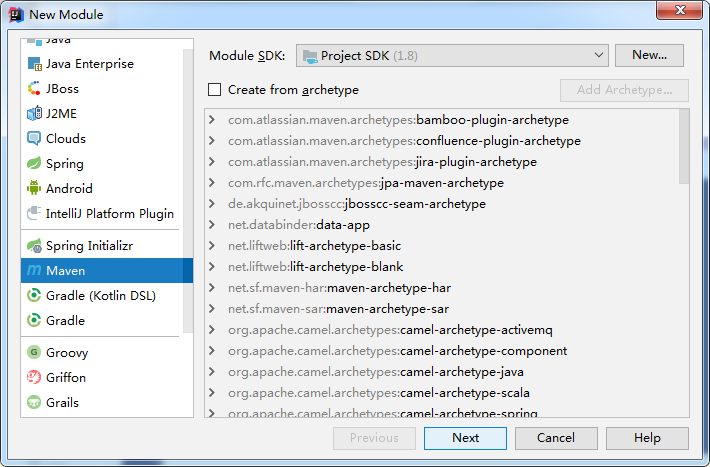 New Module
Java
Java Enterprise
JBoss
J2ME
Clouds
Spring
Android
IntelliJ Platform Plugin
Spring Initializr
Maven
Gradle (Kotlin DSL)
Gradle
Groovy
Griffon
Grails
Module SDK: Project SDK (1.8) New...
Create from archetype Add Archetype...
com.atlassian.maven.archetypes:bamboo-plugin-archetype
com.atlassian.maven.archetypes:confluence-plugin-archetype
com.atlassian.maven.archetypes:jira-plugin-archetype
com.rfc.maven.archetypes:jpa-maven-archetype
de.akquinet.jbosscc:jbosscc-seam-archetype
net.databinder:data-app
net.liftweb:lift-archetype-basic
net.liftweb:lift-archetype-blank
net.sf.maven-har:maven-archetype-har
net.sf.maven-sar:maven-archetype-sar
org.apache.camel.archetypes:camel-archetype-activemq
org.apache.camel.archetypes:camel-archetype-component
org.apache.camel.archetypes:camel-archetype-java
org.apache.camel.archetypes:camel-archetype-scala
org.apache.camel.archetypes:camel-archetype-spring
Previous Next Cancel Help